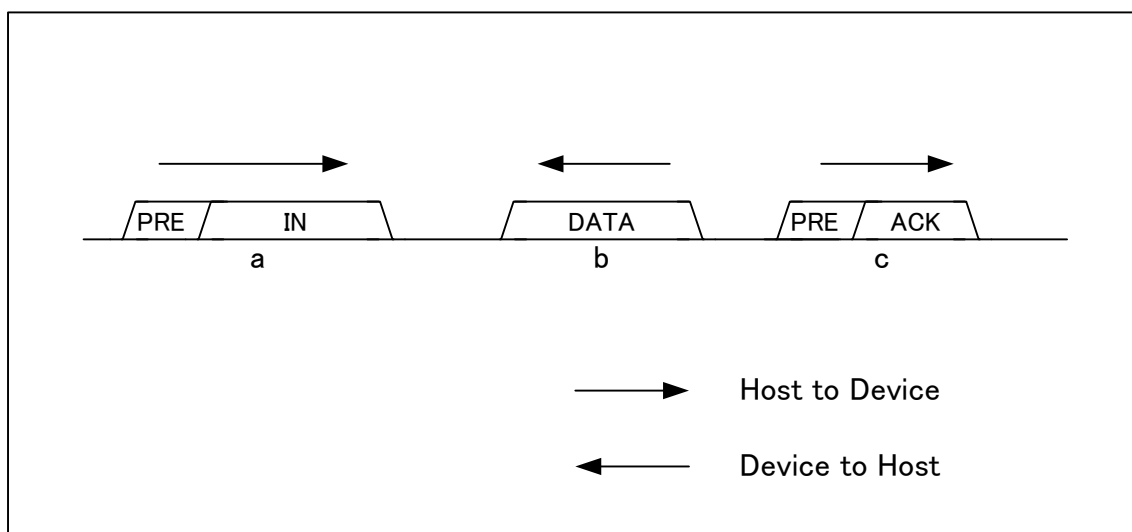 PRE IN DATA PRE ACK
a b c
Host to Device
Device to Host